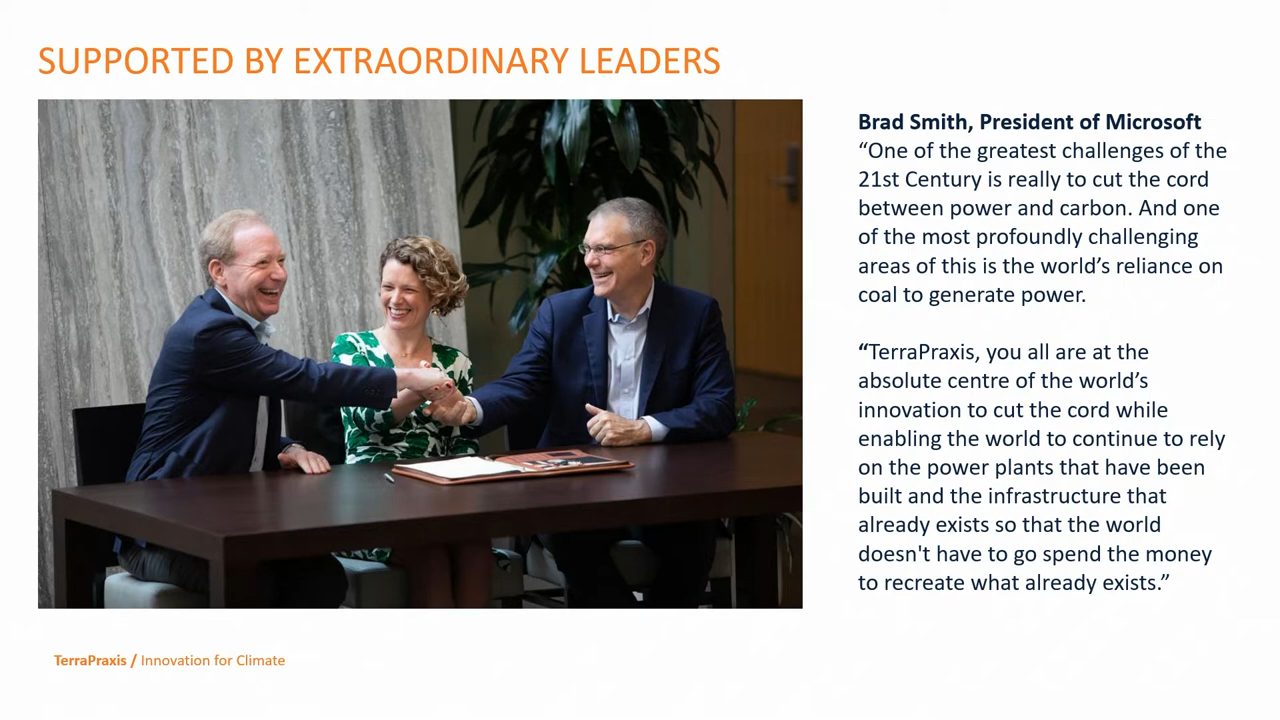 SUPPORTED BY EXTRAORDINARY LEADERS
Brad Smith, President of Microsoft
“One of the greatest challenges of the
21st Century is really to cut the cord
between power and carbon. And one
of the most profoundly challenging
areas of this is the world’s reliance on
coal to generate power.
“TerraPraxis, you all are at the
absolute centre of the world’s
innovation to cut the cord while
enabling the world to continue to rely
on the power plants that have been
built and the infrastructure that
already exists so that the world
doesn't have to go spend the money
to recreate what already exists.”
TerraPraxis / Innovation for Climate